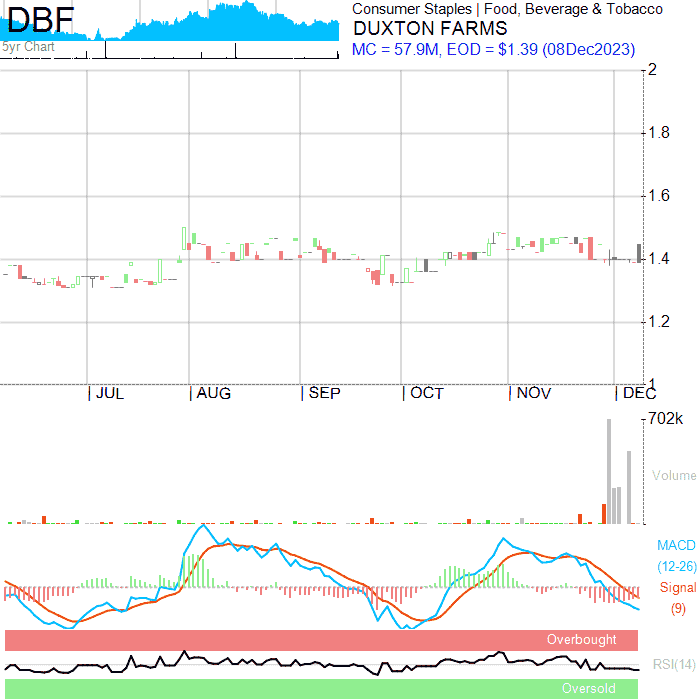 DBF
5yr Chart
Consumer Staples | Food, Beverage & Tobacco
DUXTON FARMS
MC = 57.9M, EOD = $1.39 (08Dec2023)
2
1.8
1.6
1.4
1.2
1
JUL AUG SEP OCT NOV DEC
702k
Volume
MACD
(12-26)
Signal
(9)
Overbought
RSI(14)
Oversold